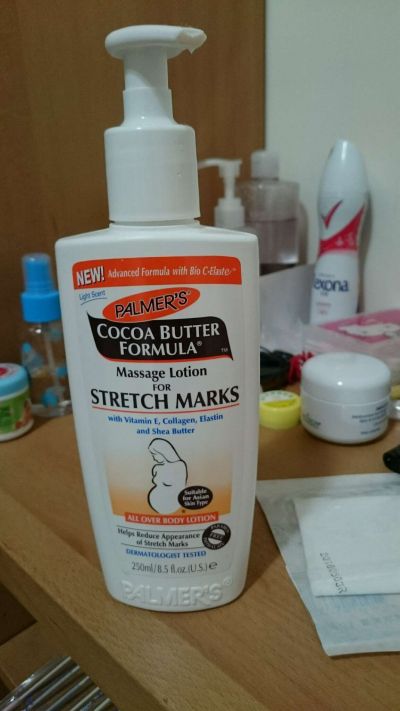 NEW! Advanced Formula with Bio C-Elaste™
Light Scent
PALMER'S®
COCOA BUTTER
FORMULA®
TM
Massage Lotion
FOR
STRETCH MARKS
with Vitamin E, Collagen, Elastin
and Shea Butter
Suitable
for Asian
Skin Type
ALL OVER BODY LOTION
Helps Reduce Appearance
of Stretch Marks
DERMATOLOGIST TESTED
250ml/8.5 fl.oz.(U.S.) e
PALMER'S®
Rexona